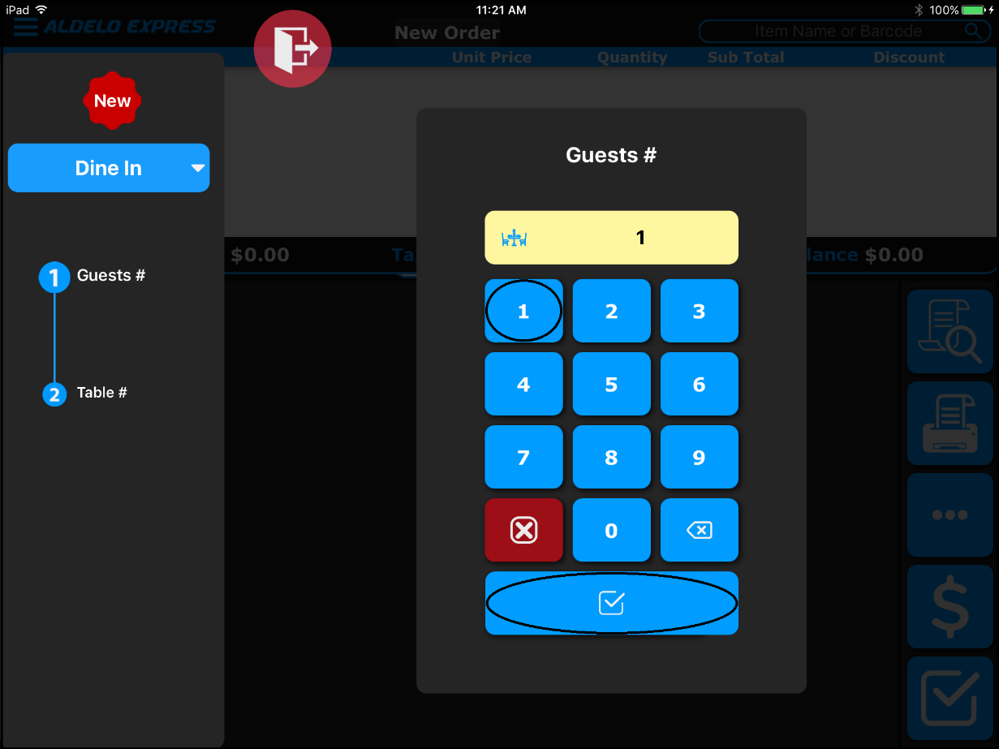 iPad 11:21 AM 100%
ALDELO EXPRESS New Order Item Name or Barcode
Unit Price Quantity Sub Total Discount
New
Dine In
1 Guests #
2 Table #
Guests #
1
$0.00 Ta lance $0.00
1 2 3
4 5 6
7 8 9
0
$